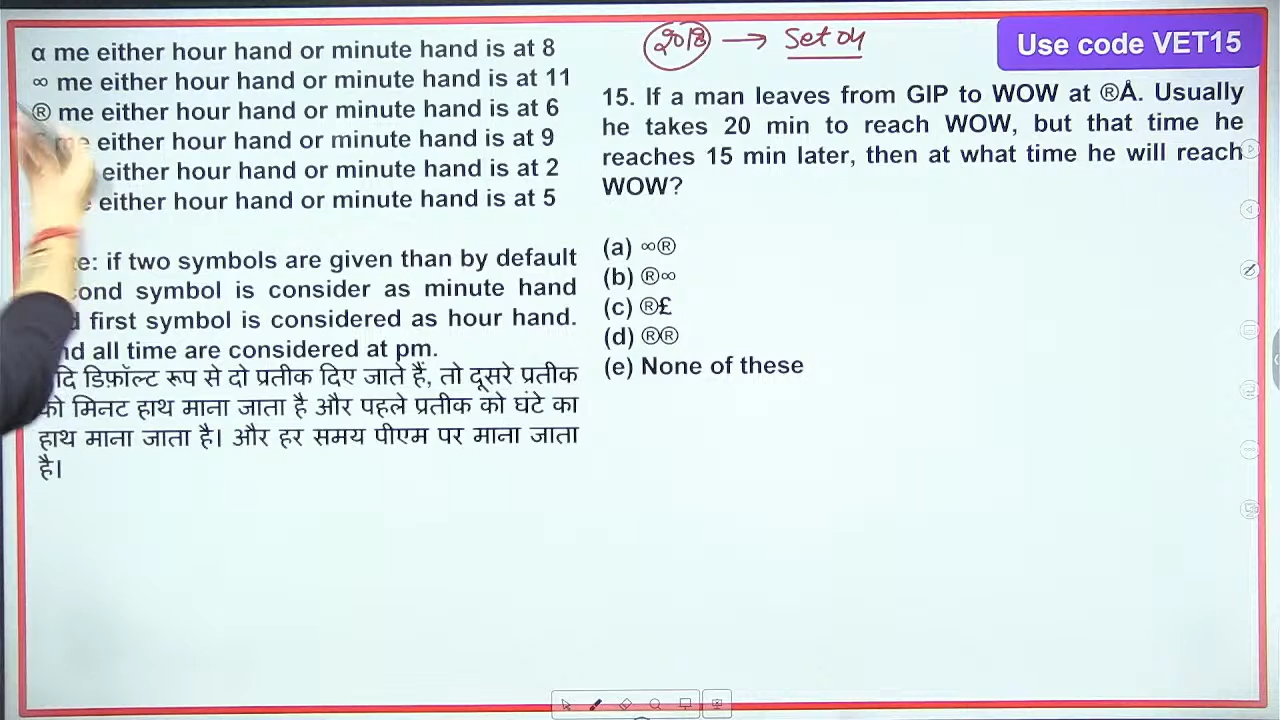 α me either hour hand or minute hand is at 8
∞ me either hour hand or minute hand is at 11
® me either hour hand or minute hand is at 6
me either hour hand or minute hand is at 9
either hour hand or minute hand is at 2
either hour hand or minute hand is at 5
: if two symbols are given than by default
symbol is consider as minute hand
first symbol is considered as hour hand.
all time are considered at pm.
डिफ़ॉल्ट रूप से दो प्रतीक दिए जाते हैं, तो दूसरे प्रतीक
को मिनट हाथ माना जाता है और पहले प्रतीक को घंटे का
हाथ माना जाता है। और हर समय पीएम पर माना जाता
है।
2018 → Set 04
Use code VET15
15. If a man leaves from GIP to WOW at ®Å. Usually
he takes 20 min to reach WOW, but that time he
reaches 15 min later, then at what time he will reach
WOW?
(a) ∞®
(b) ®∞
(c) ®£
(d) ®®
(e) None of these